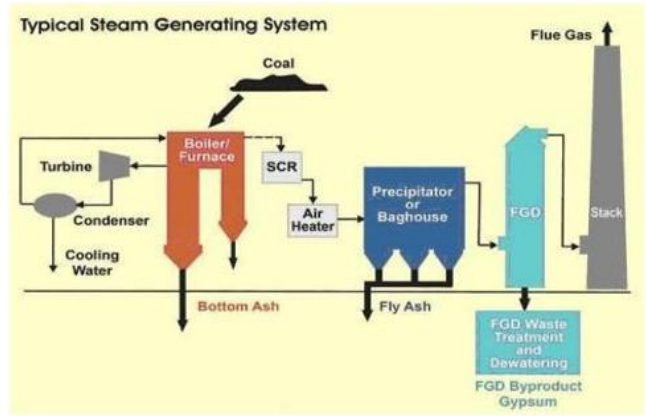 Typical Steam Generating System
Flue Gas
Coal
Boiler/
Furnace
Turbine
SCR
Precipitator
or
Baghouse
Air
Heater
FGD
Stack
Condenser
Cooling
Water
Bottom Ash
Fly Ash
FGD Waste
Treatment
and
Dewatering
FGD Byproduct
Gypsum